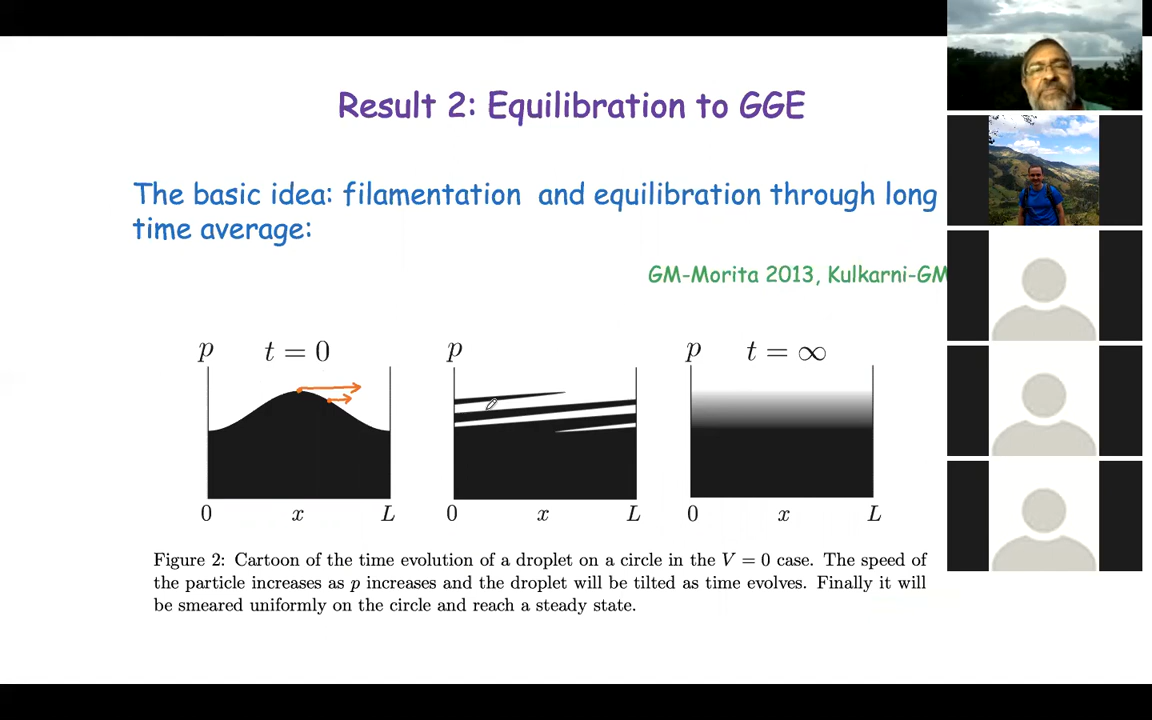 Result 2: Equilibration to GGE
The basic idea: filamentation and equilibration through long
time average:
GM-Morita 2013, Kulkarni-GM
p t = 0
p
p t = ∞
0 x L
0 x L
0 x L
Figure 2: Cartoon of the time evolution of a droplet on a circle in the V = 0 case. The speed of
the particle increases as p increases and the droplet will be tilted as time evolves. Finally it will
be smeared uniformly on the circle and reach a steady state.